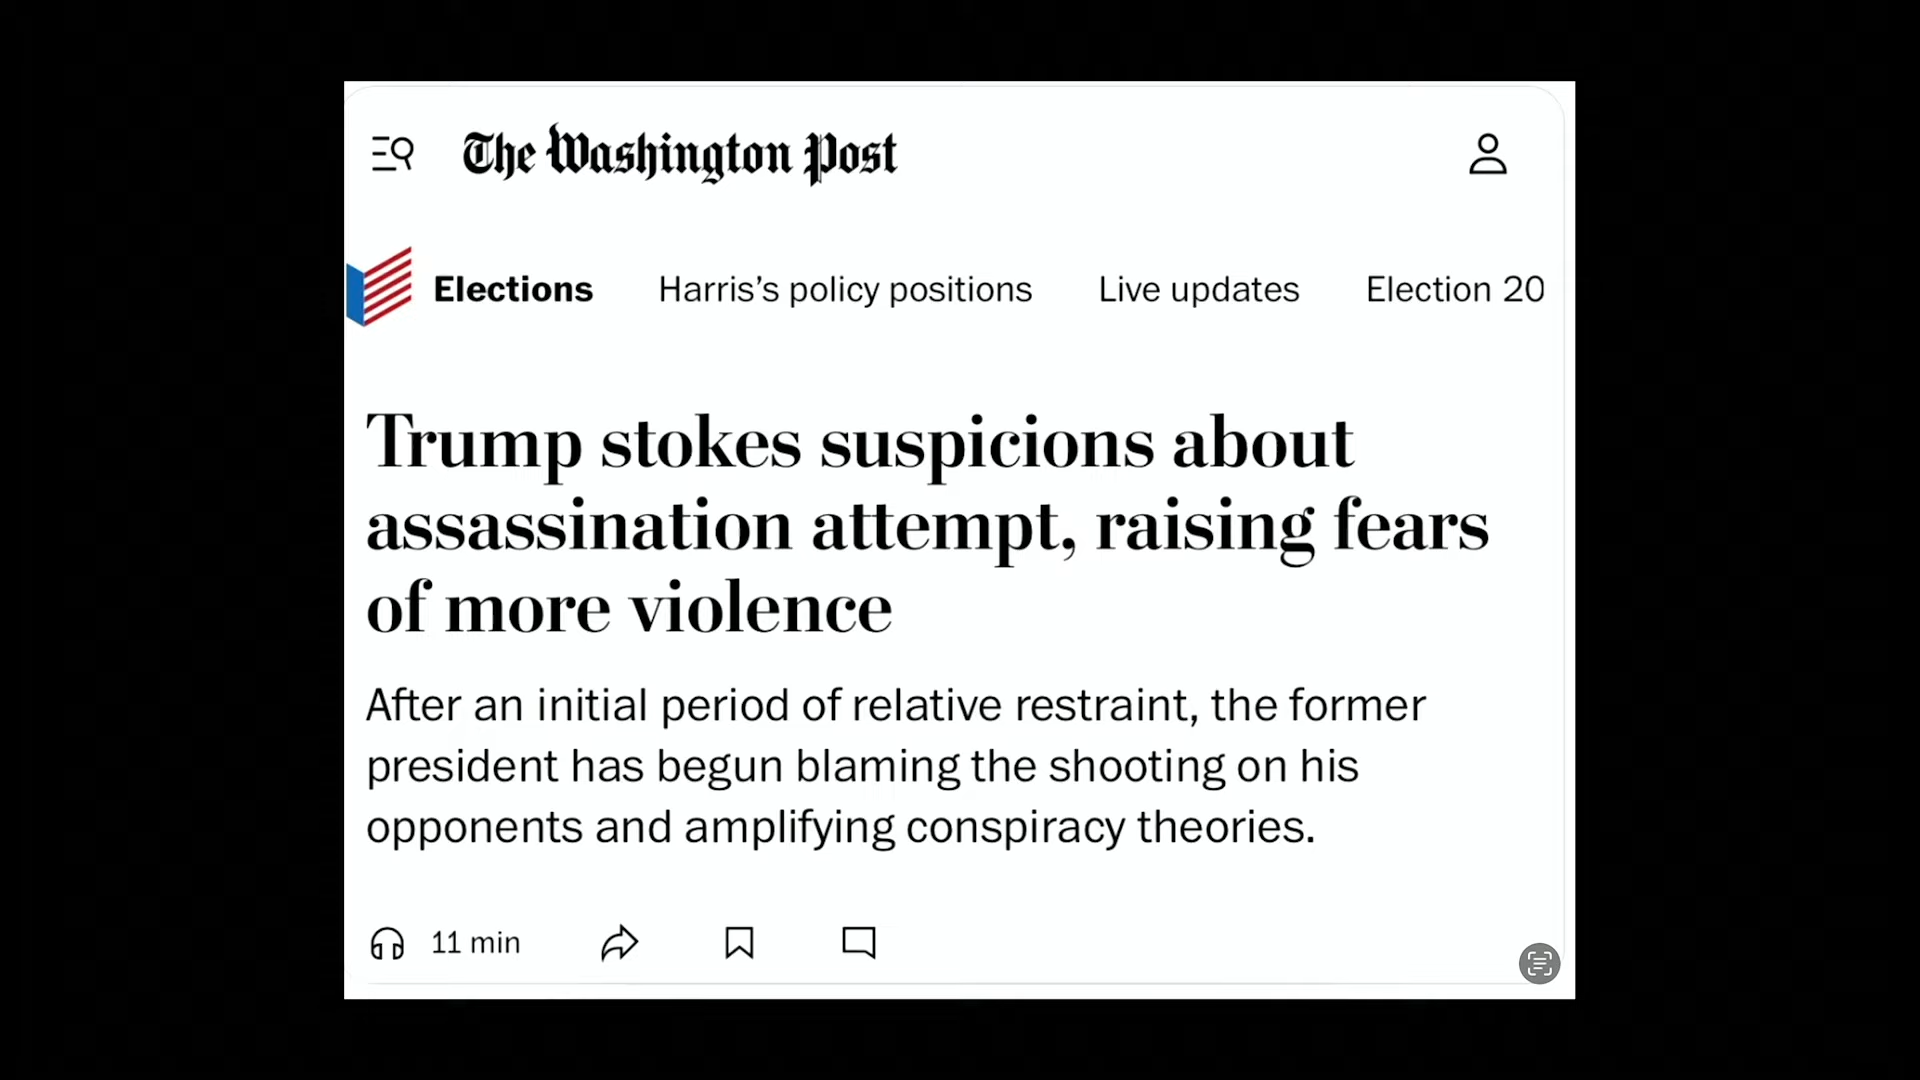 The Washington Post
Elections Harris's policy positions Live updates Election 20
Trump stokes suspicions about
assassination attempt, raising fears
of more violence
After an initial period of relative restraint, the former
president has begun blaming the shooting on his
opponents and amplifying conspiracy theories.
11 min